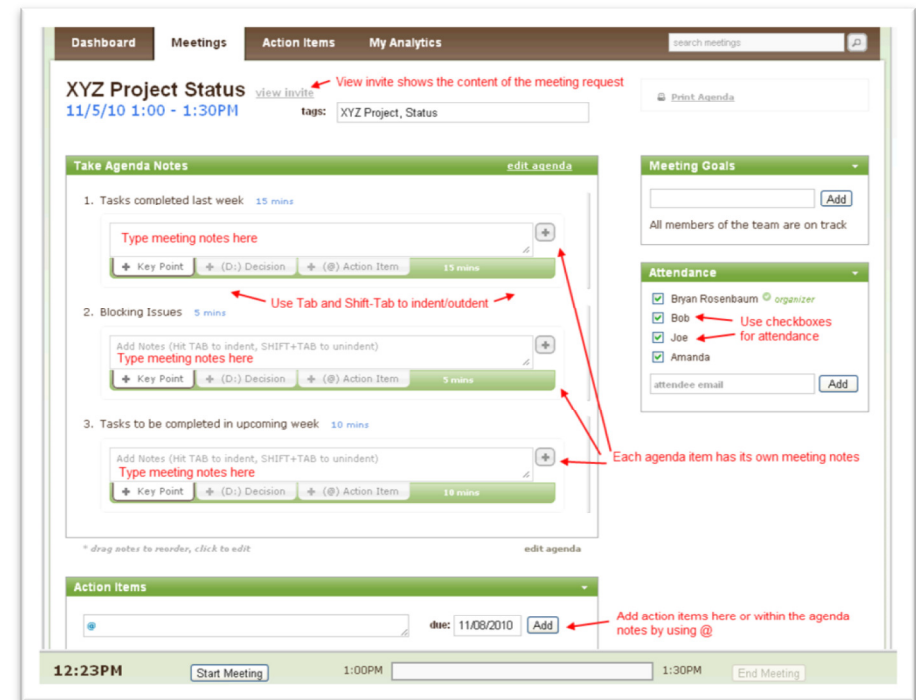 Dashboard Meetings Action Items My Analytics search meetings
XYZ Project Status view invite View invite shows the content of the meeting request
11/5/10 1:00 - 1:30PM tags: XYZ Project, Status
Print Agenda
Take Agenda Notes edit agenda
1. Tasks completed last week 15 mins
Type meeting notes here
+ Key Point + (D:) Decision + (@) Action Item 15 mins
Use Tab and Shift-Tab to indent/outdent
2. Blocking Issues 5 mins
Add Notes (Hit TAB to indent, SHIFT+TAB to unindent)
Type meeting notes here
+ Key Point + (D:) Decision + (@) Action Item 5 mins
3. Tasks to be completed in upcoming week 10 mins
Add Notes (Hit TAB to indent, SHIFT+TAB to unindent)
Type meeting notes here
+ Key Point + (D:) Decision + (@) Action Item 10 mins
* drag notes to reorder, click to edit edit agenda
Meeting Goals
Add
All members of the team are on track
Attendance
Bryan Rosenbaum organizer
Bob
Joe
Use checkboxes
for attendance
Amanda
attendee email Add
Each agenda item has its own meeting notes
Action Items
@ due: 11/08/2010 Add
Add action items here or within the agenda
notes by using @
12:23PM Start Meeting 1:00PM 1:30PM End Meeting